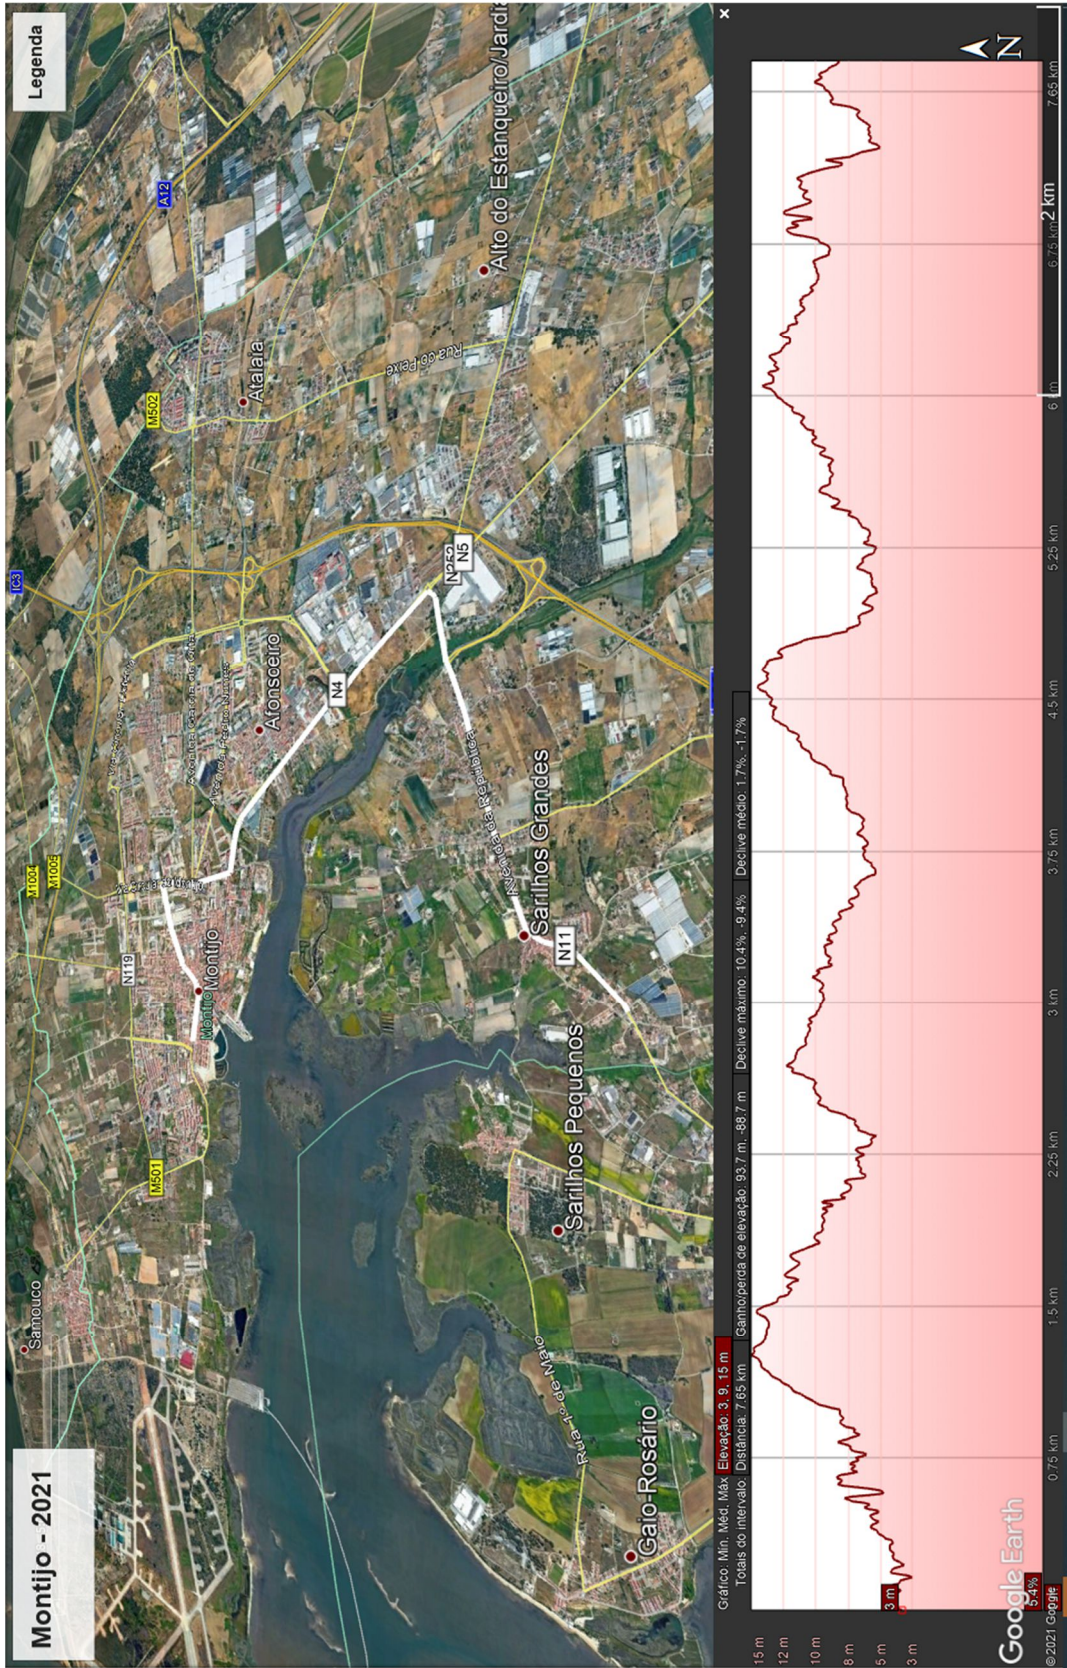 Montijo - 2021
Legenda
Samouco
IC3
A12
M1004
M1005
M502
N119
M501
Atalaia
Afonsoeiro
Montijo
Montijo
N4
Rua do Peixe
Alto do Estanqueiro/Jardia
N252
N5
Avenida da República
Sarilhos Grandes
N11
Sarilhos Pequenos
Rua 1º de Maio
Gaio-Rosário
Gráfico: Mín. Méd. Máx Elevação: 3, 9, 15 m
Totais do intervalo: Distância: 7.65 km Ganho/perda de elevação: 93.7 m, -88.7 m Declive máximo: 10.4%, -9.4% Declive médio: 1.7%, -1.7%
15 m
12 m
10 m
8 m
5 m
3 m
3 m
5.4%
0.75 km
1.5 km
2.25 km
3 km
3.75 km
4.5 km
5.25 km
6 km
6.75 km
7.65 km
Google Earth
© 2021 Google
2 km
N